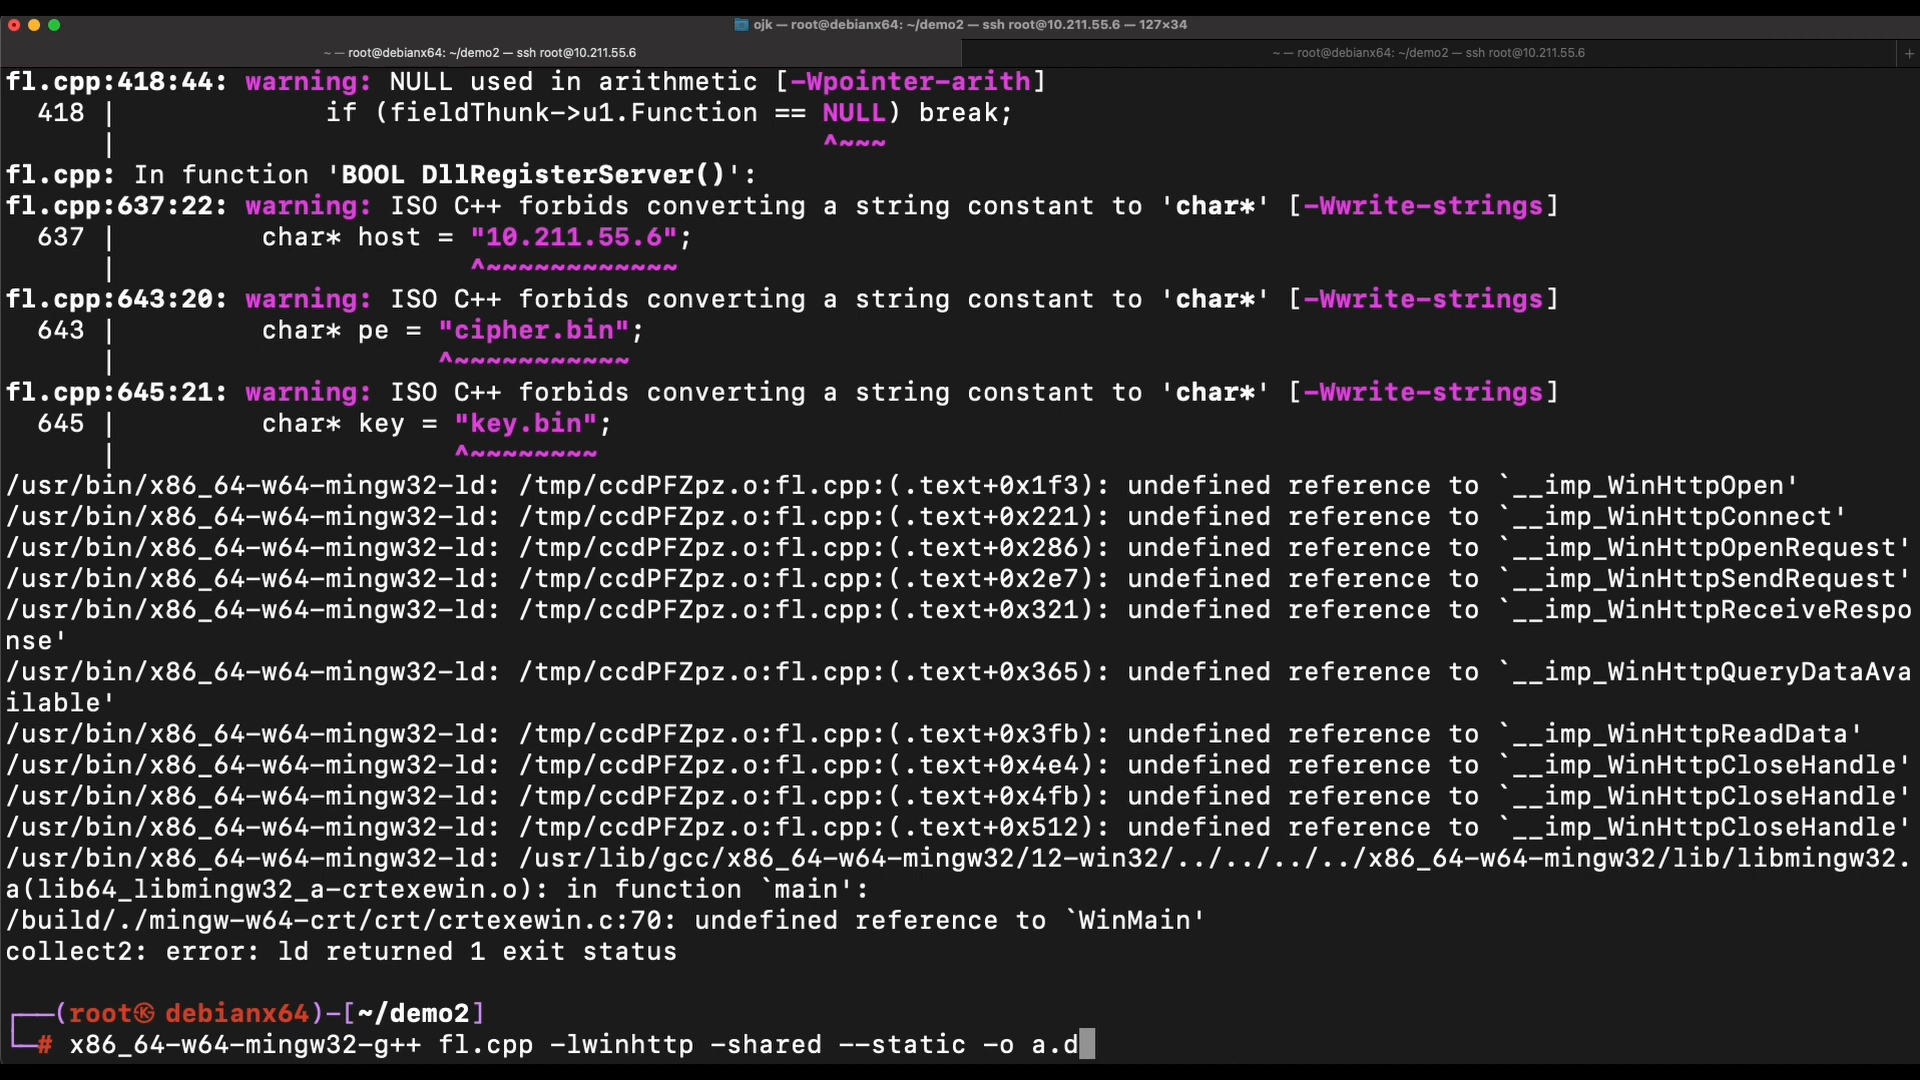 ojk — root@debianx64: ~/demo2 — ssh root@10.211.55.6 — 127×34
~ — root@debianx64: ~/demo2 — ssh root@10.211.55.6
~ — root@debianx64: ~/demo2 — ssh root@10.211.55.6
+
fl.cpp:418:44: warning: NULL used in arithmetic [-Wpointer-arith]
  418 |             if (fieldThunk->u1.Function == NULL) break;
      |                                            ^~~~
fl.cpp: In function 'BOOL DllRegisterServer()':
fl.cpp:637:22: warning: ISO C++ forbids converting a string constant to 'char*' [-Wwrite-strings]
  637 |         char* host = "10.211.55.6";
      |                      ^~~~~~~~~~~~~
fl.cpp:643:20: warning: ISO C++ forbids converting a string constant to 'char*' [-Wwrite-strings]
  643 |         char* pe = "cipher.bin";
      |                    ^~~~~~~~~~~~
fl.cpp:645:21: warning: ISO C++ forbids converting a string constant to 'char*' [-Wwrite-strings]
  645 |         char* key = "key.bin";
      |                     ^~~~~~~~~
/usr/bin/x86_64-w64-mingw32-ld: /tmp/ccdPFZpz.o:fl.cpp:(.text+0x1f3): undefined reference to `__imp_WinHttpOpen'
/usr/bin/x86_64-w64-mingw32-ld: /tmp/ccdPFZpz.o:fl.cpp:(.text+0x221): undefined reference to `__imp_WinHttpConnect'
/usr/bin/x86_64-w64-mingw32-ld: /tmp/ccdPFZpz.o:fl.cpp:(.text+0x286): undefined reference to `__imp_WinHttpOpenRequest'
/usr/bin/x86_64-w64-mingw32-ld: /tmp/ccdPFZpz.o:fl.cpp:(.text+0x2e7): undefined reference to `__imp_WinHttpSendRequest'
/usr/bin/x86_64-w64-mingw32-ld: /tmp/ccdPFZpz.o:fl.cpp:(.text+0x321): undefined reference to `__imp_WinHttpReceiveRespo
nse'
/usr/bin/x86_64-w64-mingw32-ld: /tmp/ccdPFZpz.o:fl.cpp:(.text+0x365): undefined reference to `__imp_WinHttpQueryDataAva
ilable'
/usr/bin/x86_64-w64-mingw32-ld: /tmp/ccdPFZpz.o:fl.cpp:(.text+0x3fb): undefined reference to `__imp_WinHttpReadData'
/usr/bin/x86_64-w64-mingw32-ld: /tmp/ccdPFZpz.o:fl.cpp:(.text+0x4e4): undefined reference to `__imp_WinHttpCloseHandle'
/usr/bin/x86_64-w64-mingw32-ld: /tmp/ccdPFZpz.o:fl.cpp:(.text+0x4fb): undefined reference to `__imp_WinHttpCloseHandle'
/usr/bin/x86_64-w64-mingw32-ld: /tmp/ccdPFZpz.o:fl.cpp:(.text+0x512): undefined reference to `__imp_WinHttpCloseHandle'
/usr/bin/x86_64-w64-mingw32-ld: /usr/lib/gcc/x86_64-w64-mingw32/12-win32/../../../../x86_64-w64-mingw32/lib/libmingw32.
a(lib64_libmingw32_a-crtexewin.o): in function `main':
/build/./mingw-w64-crt/crt/crtexewin.c:70: undefined reference to `WinMain'
collect2: error: ld returned 1 exit status
┌──(root㉿debianx64)-[~/demo2]
└─# x86_64-w64-mingw32-g++ fl.cpp -lwinhttp -shared --static -o a.d